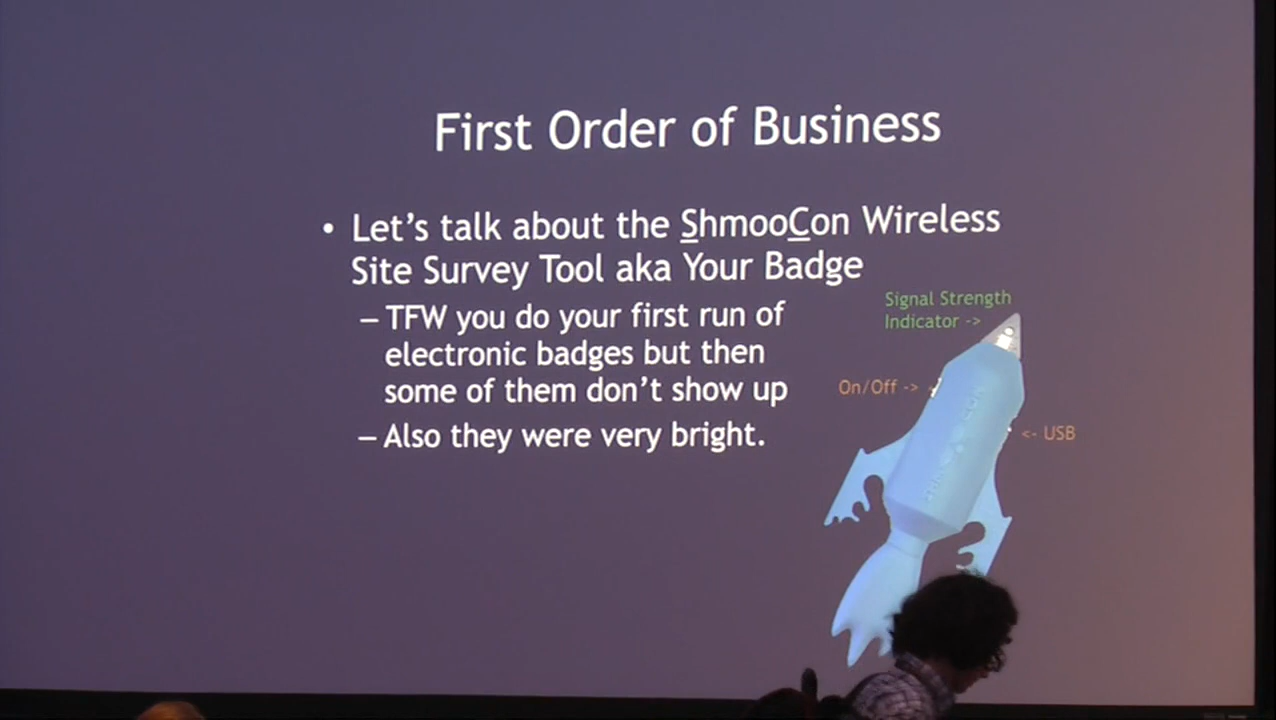 First Order of Business
• Let's talk about the ShmooCon Wireless
Site Survey Tool aka Your Badge
– TFW you do your first run of
electronic badges but then
some of them don't show up
– Also they were very bright.
Signal Strength
Indicator ->
On/Off ->
<- USB